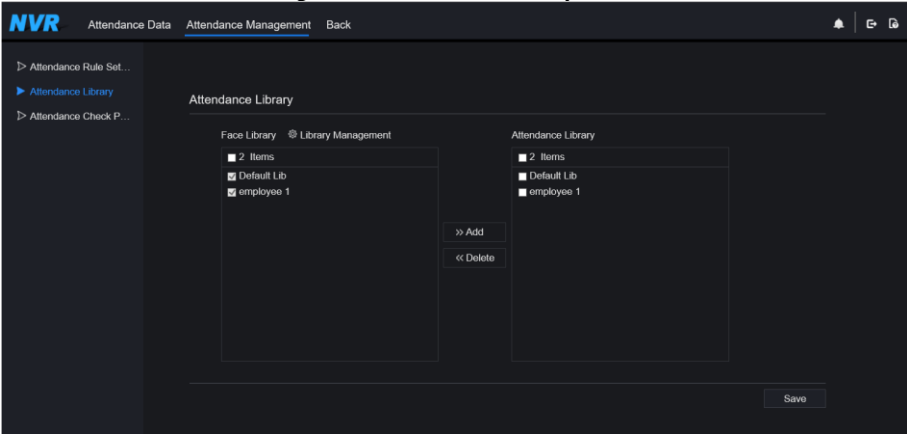 NVR Attendance Data Attendance Management Back
Attendance Rule Set...
Attendance Library
Attendance Check P...
Attendance Library
Face Library Library Management
2 Items
Default Lib
employee 1
>> Add
<< Delete
Attendance Library
2 Items
Default Lib
employee 1
Save